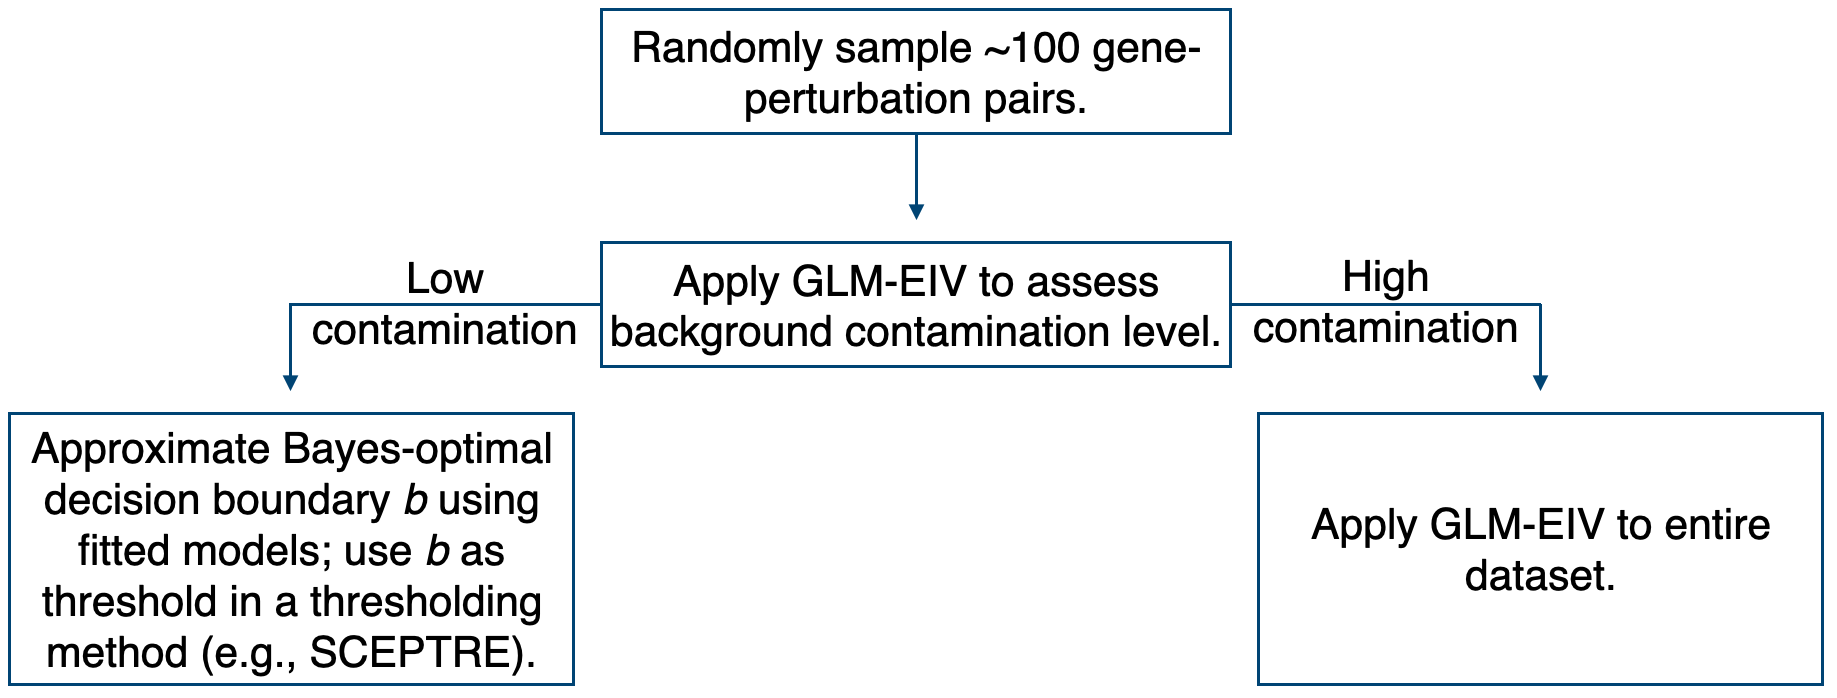 Randomly sample ~100 gene-
perturbation pairs.
Low
contamination
Apply GLM-EIV to assess
background contamination level.
High
contamination
Approximate Bayes-optimal
decision boundary b using
fitted models; use b as
threshold in a thresholding
method (e.g., SCEPTRE).
Apply GLM-EIV to entire
dataset.